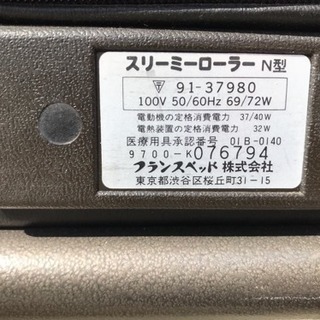 スリーミーローラー N型
〒 91-37980
100V 50/60Hz 69/72W
電動機の定格消費電力 37/40W
電熱装置の定格消費電力 32W
医療用具承認番号 01B-0140
9700-K076794
フランスベッド株式会社
東京都渋谷区桜丘町31-15